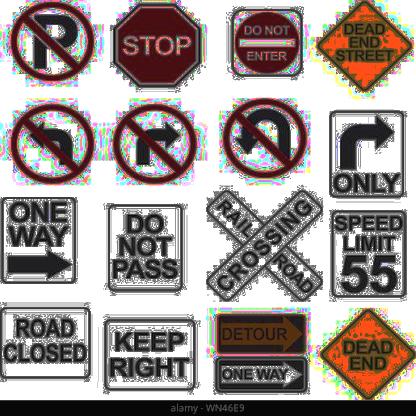 P
STOP
DO NOT
ENTER
DEAD
END
STREET
ONLY
ONE
WAY
DO
NOT
PASS
RAIL
ROAD
CROSSING
SPEED
LIMIT
55
ROAD
CLOSED
KEEP
RIGHT
DETOUR
ONE WAY
DEAD
END
alamy - WN46E9